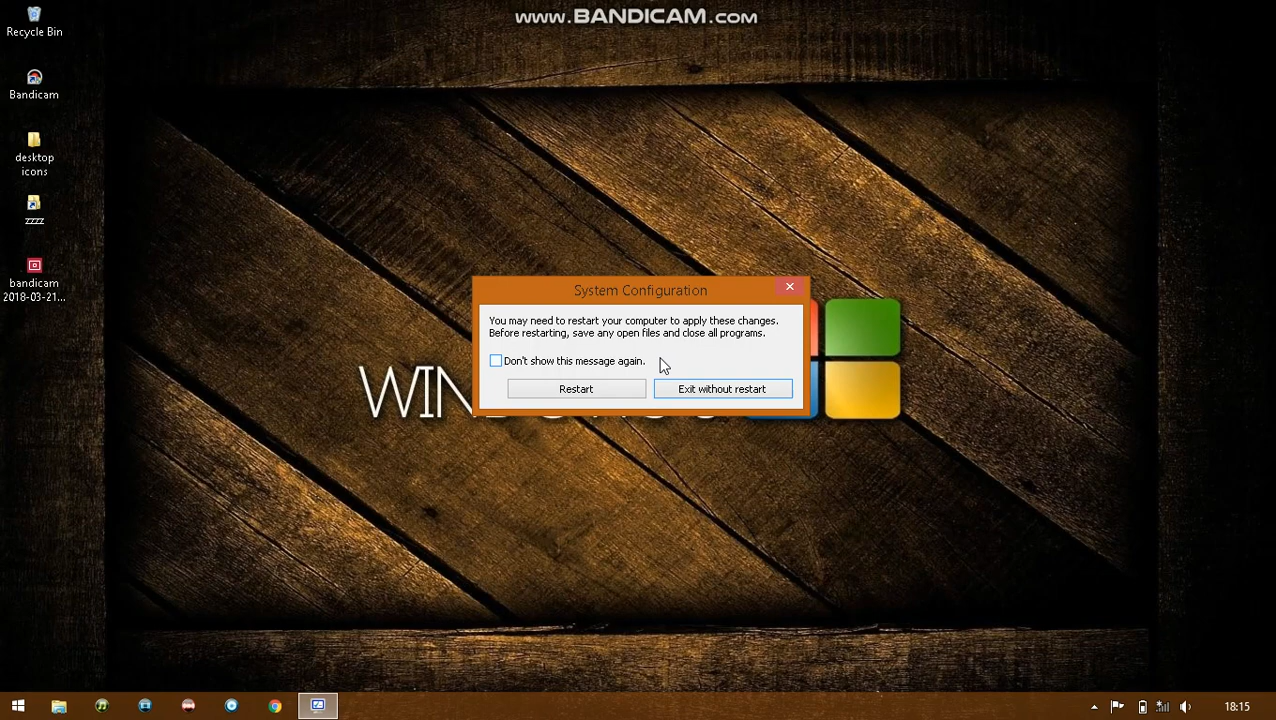 www.BANDICAM.com
Recycle Bin
Bandicam
desktop
icons
zzzz
bandicam
2018-03-21...
System Configuration
You may need to restart your computer to apply these changes.
Before restarting, save any open files and close all programs.
Don't show this message again.
Restart
Exit without restart
WIN
18:15